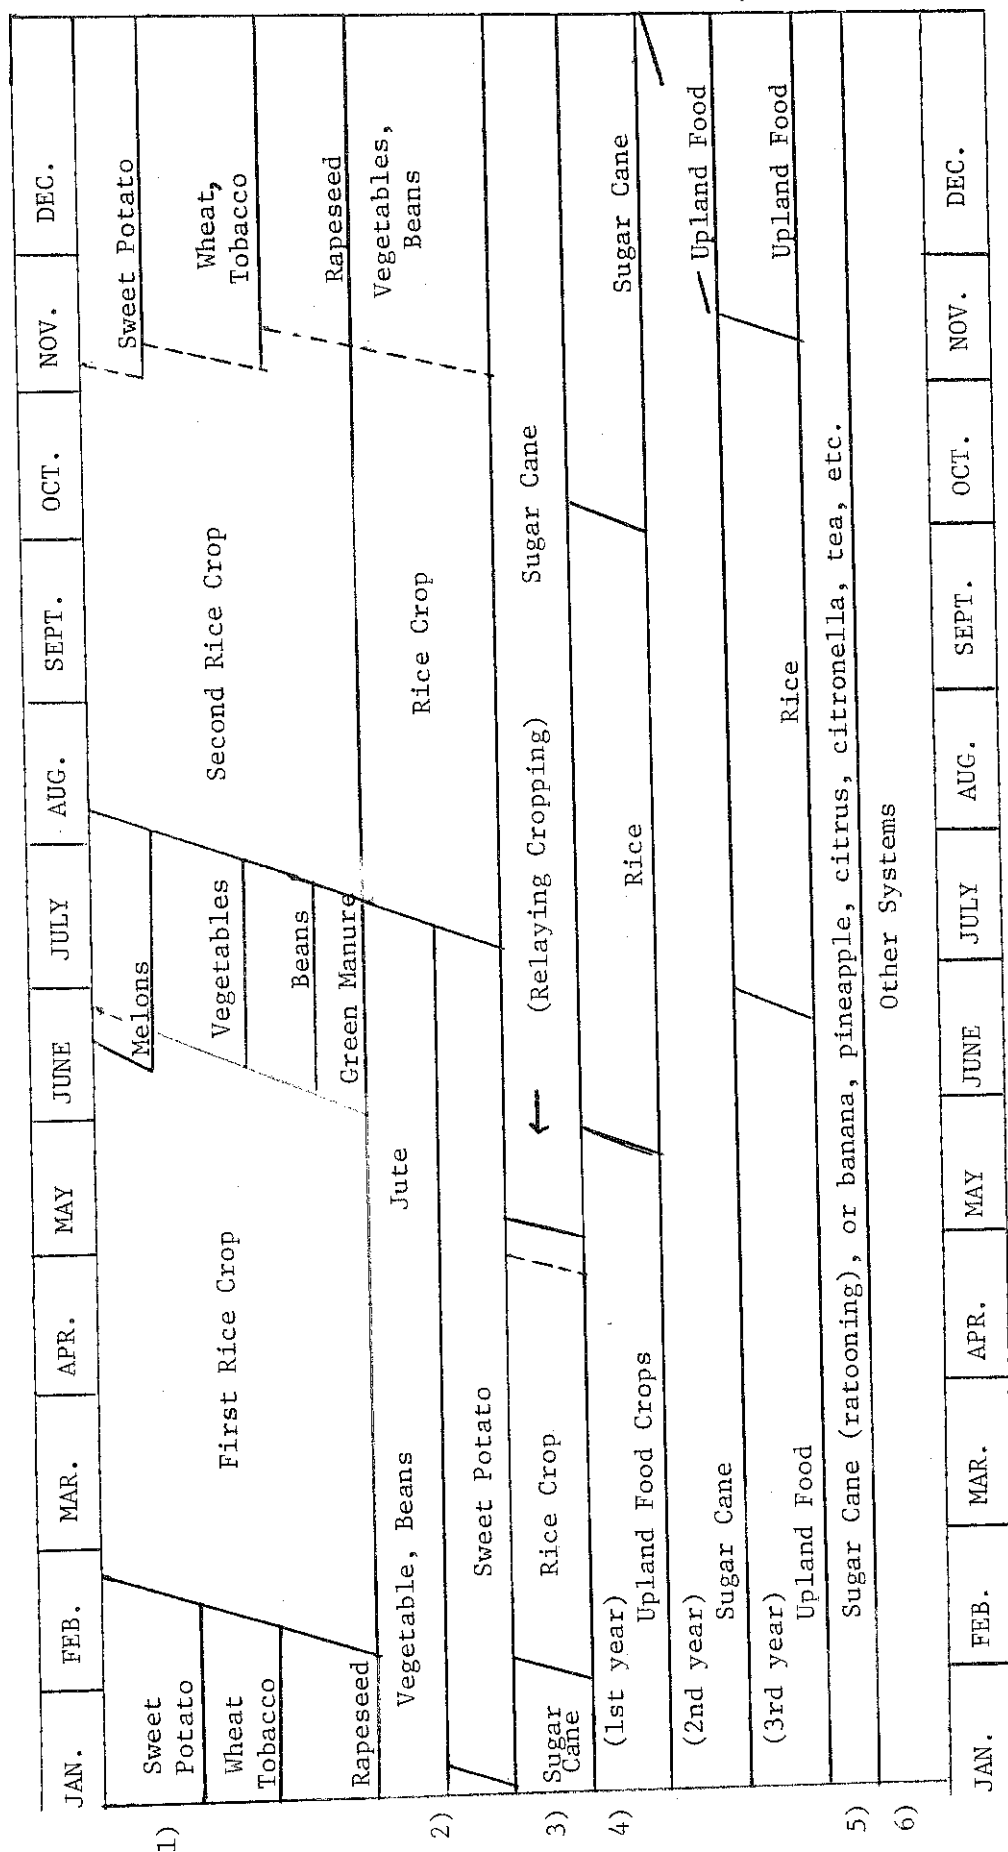 JAN. FEB. MAR. APR. MAY JUNE JULY AUG. SEPT. OCT. NOV. DEC.
1)
Sweet
Potato
Wheat
Tobacco
Rapeseed
First Rice Crop
Melons
Vegetables
Beans
Green Manure
Second Rice Crop
Sweet Potato
Wheat,
Tobacco
Rapeseed
2)
Vegetable, Beans
Jute
Sweet Potato
Rice Crop
Vegetables,
Beans
3)
Sugar
Cane
Rice Crop
(Relaying Cropping)
Sugar Cane
4)
(1st year)
Upland Food Crops
Rice
Sugar Cane
(2nd year)
Sugar Cane
Upland Food
(3rd year)
Upland Food
Rice
Upland Food
5)
Sugar Cane (ratooning), or banana, pineapple, citrus, citronella, tea, etc.
6)
Other Systems
JAN. FEB. MAR. APR. MAY JUNE JULY AUG. SEPT. OCT. NOV. DEC.